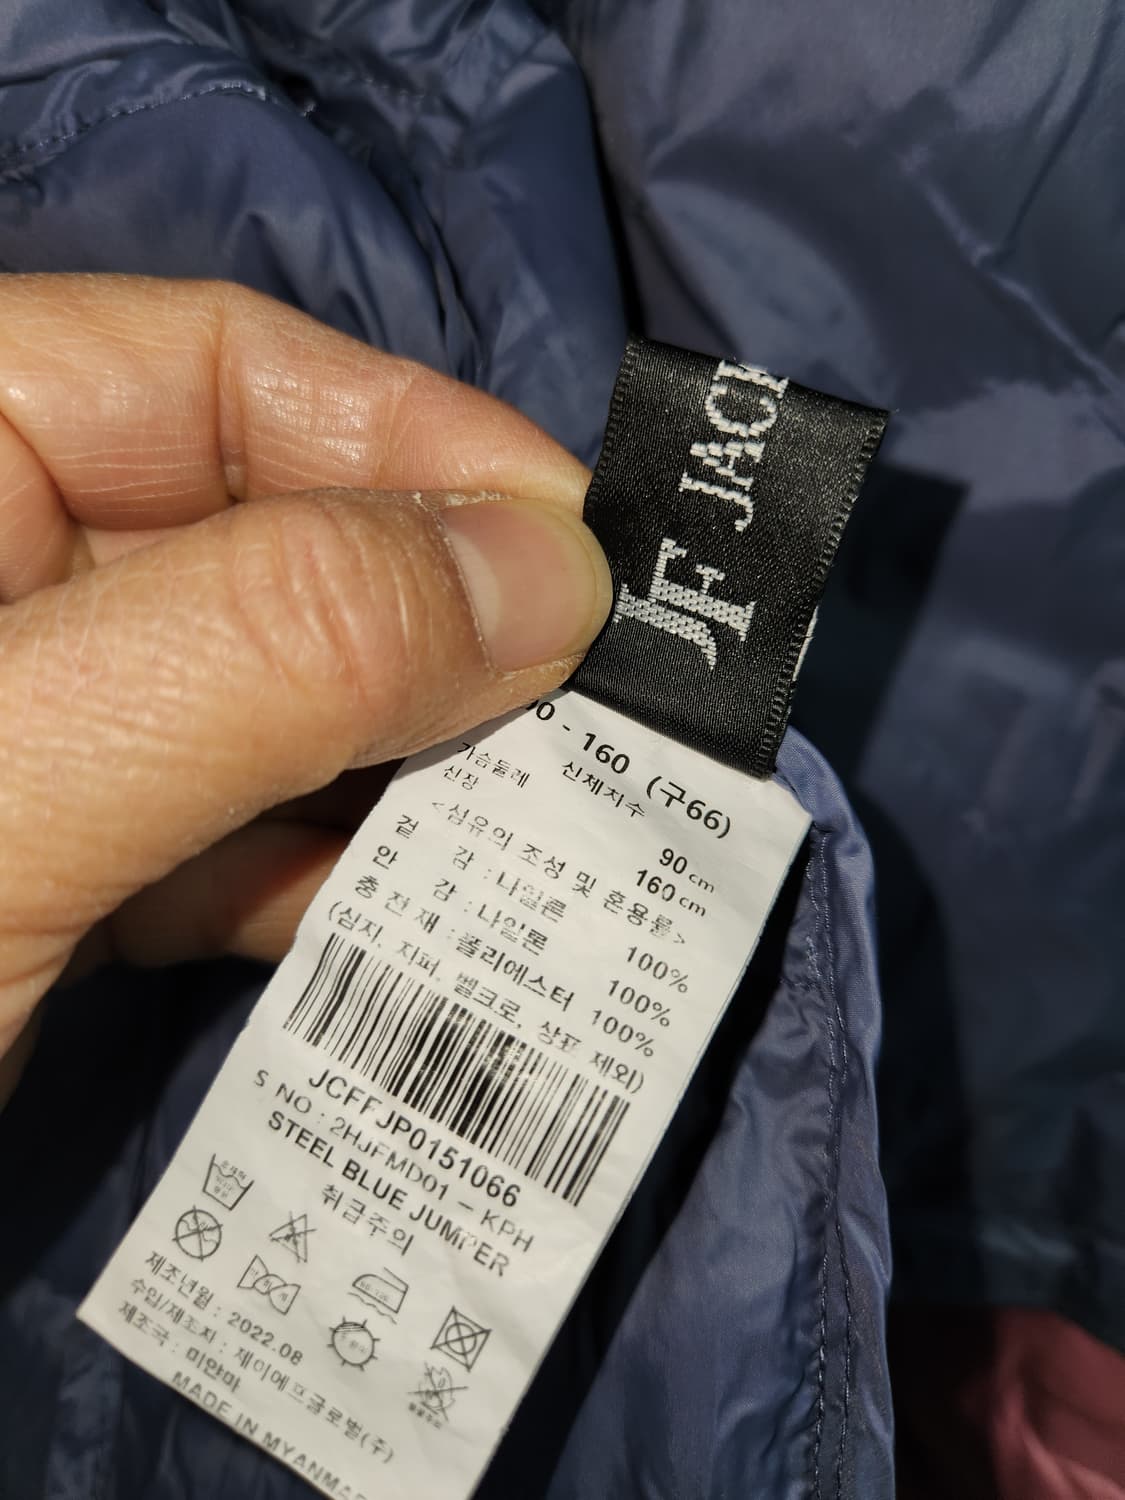 JF JACK
90 - 160 (구66)
신체치수
가슴둘레 90cm
신장 160cm
<섬유의 조성 및 혼용률>
겉 감 : 나일론 100%
안 감 : 나일론 100%
충 전 재 : 폴리에스터 100%
(심지, 지퍼, 벨크로, 상표 제외)
JCFFJP0151066
S NO : 2HJFMD01 - KPH
STEEL BLUE JUMPER
취급주의
제조년월 : 2022.08
수입/제조자 : 제이에프글로벌(주)
제조국 : 미얀마
MADE IN MYANMA